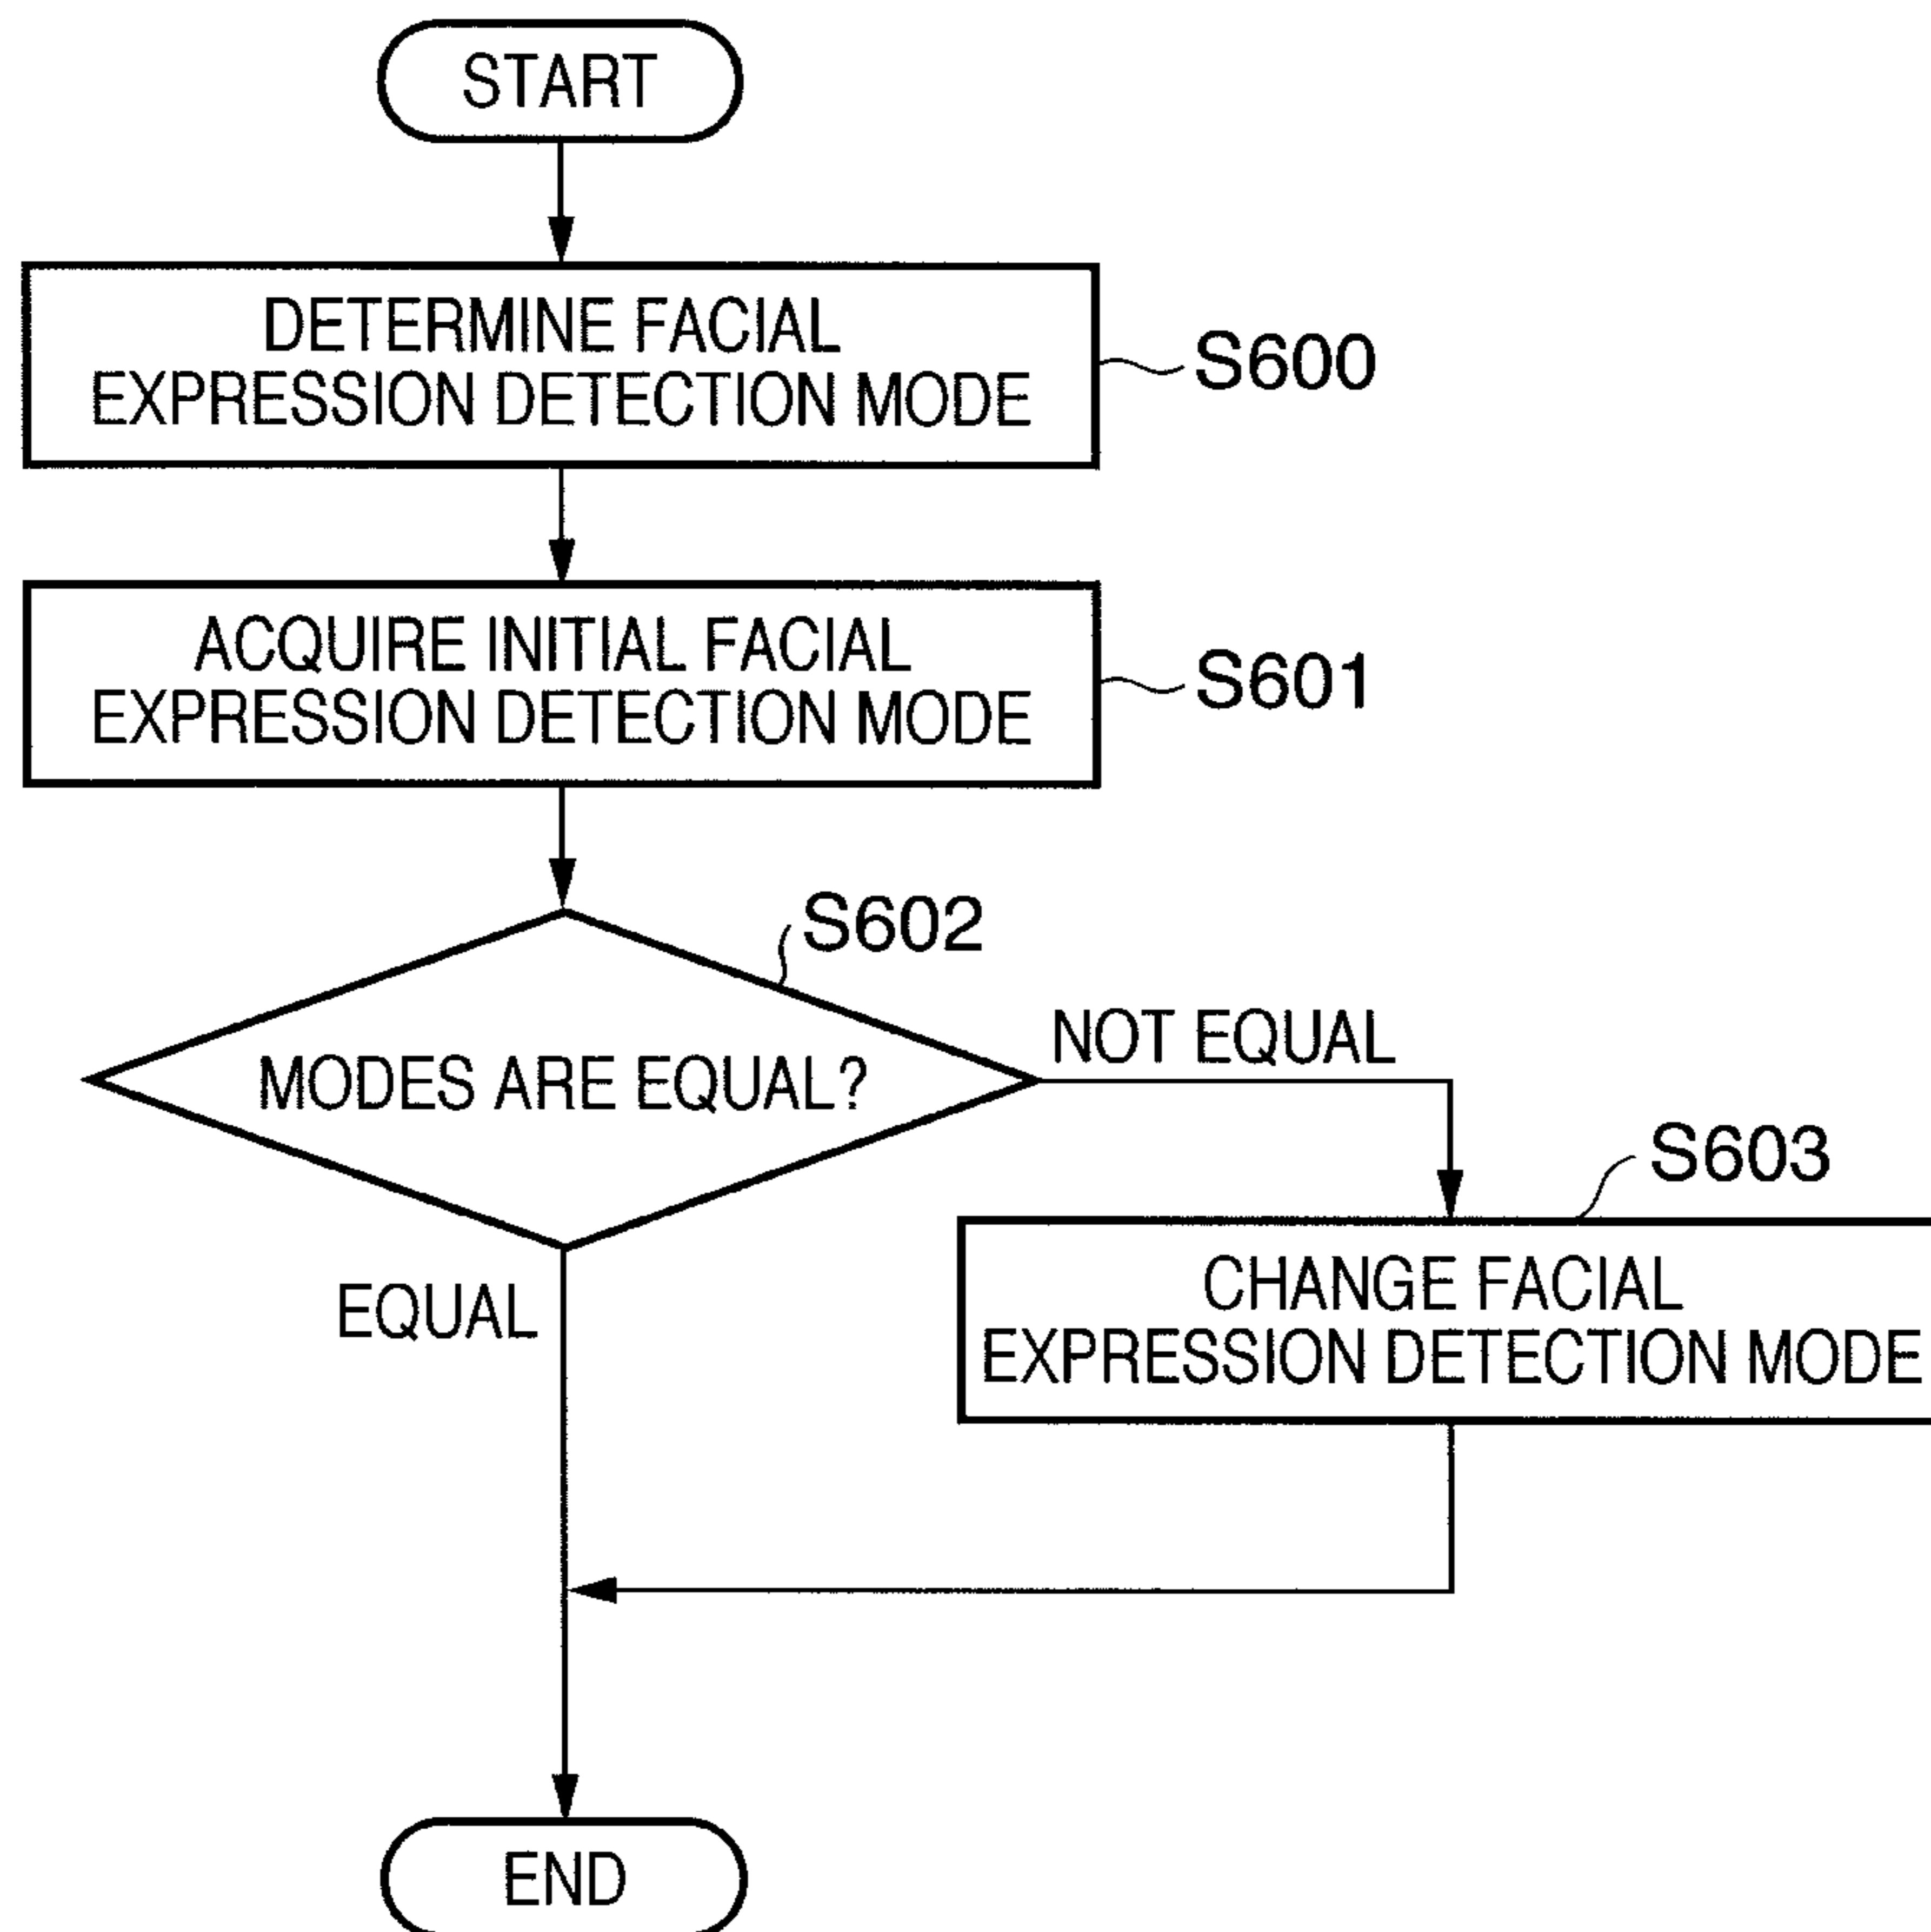 START
DETERMINE FACIAL
EXPRESSION DETECTION MODE
S600
ACQUIRE INITIAL FACIAL
EXPRESSION DETECTION MODE
S601
S602
MODES ARE EQUAL?
NOT EQUAL
S603
CHANGE FACIAL
EXPRESSION DETECTION MODE
EQUAL
END